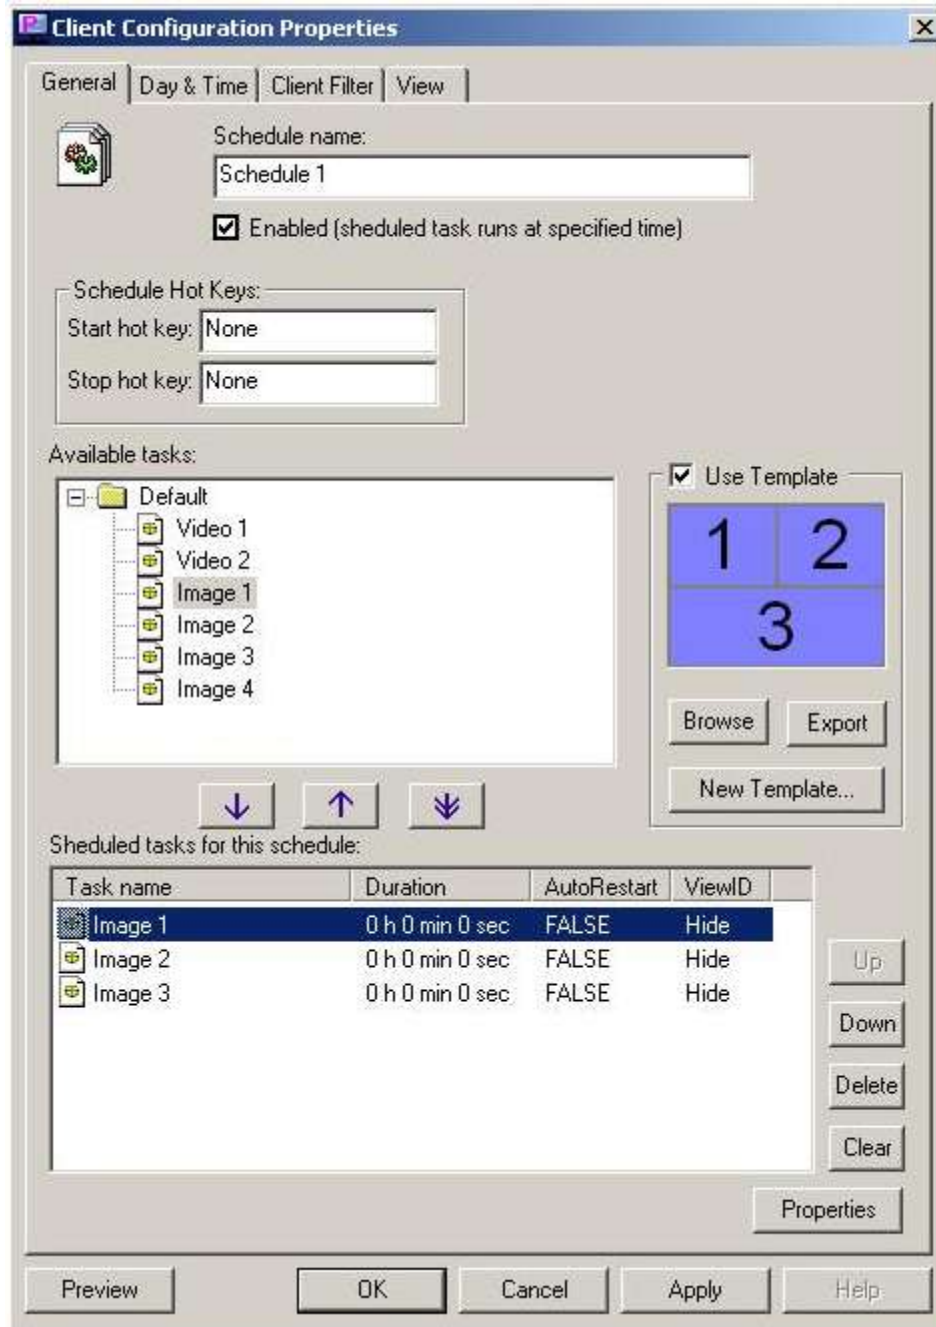 Client Configuration Properties
General Day & Time Client Filter View
Schedule name:
Schedule 1
Enabled (sheduled task runs at specified time)
Schedule Hot Keys:
Start hot key: None
Stop hot key: None
Available tasks:
Default
Video 1
Video 2
Image 1
Image 2
Image 3
Image 4
Use Template
1 2
3
Browse Export
New Template...
Sheduled tasks for this schedule:
Task name Duration AutoRestart ViewID
Image 1 0 h 0 min 0 sec FALSE Hide
Image 2 0 h 0 min 0 sec FALSE Hide
Image 3 0 h 0 min 0 sec FALSE Hide
Up
Down
Delete
Clear
Properties
Preview OK Cancel Apply Help